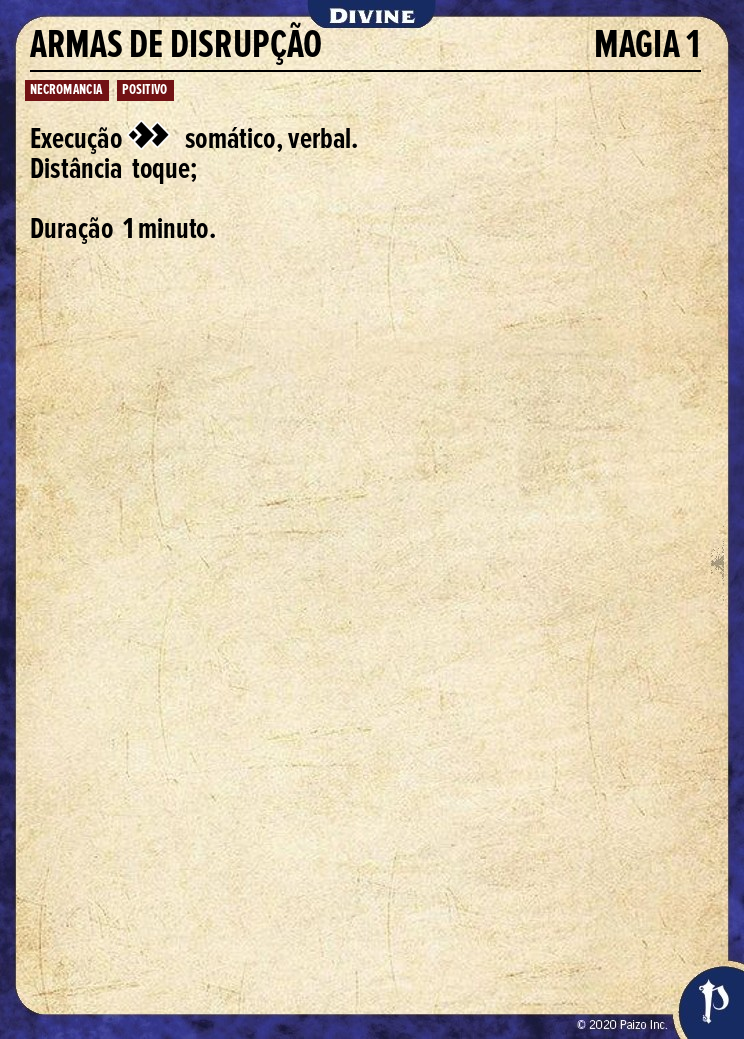 DIVINE
ARMAS DE DISRUPÇÃO MAGIA 1
NECROMANCIA POSITIVO
Execução somático, verbal.
Distância toque;
Duração 1 minuto.
© 2020 Paizo Inc.